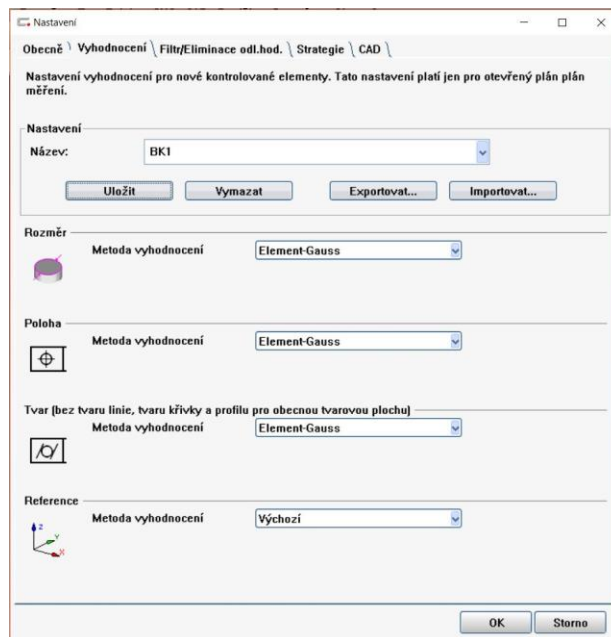 Nastavení
Obecně Vyhodnocení Filtr/Eliminace odl.hod. Strategie CAD
Nastavení vyhodnocení pro nové kontrolované elementy. Tato nastavení platí jen pro otevřený plán plán
měření.
Nastavení
Název: BK1
Uložit Vymazat Exportovat... Importovat...
Rozměr
Metoda vyhodnocení Element-Gauss
Poloha
Metoda vyhodnocení Element-Gauss
Tvar (bez tvaru linie, tvaru křivky a profilu pro obecnou tvarovou plochu)
Metoda vyhodnocení Element-Gauss
Reference
Metoda vyhodnocení Výchozí
Z
Y
X
OK Storno